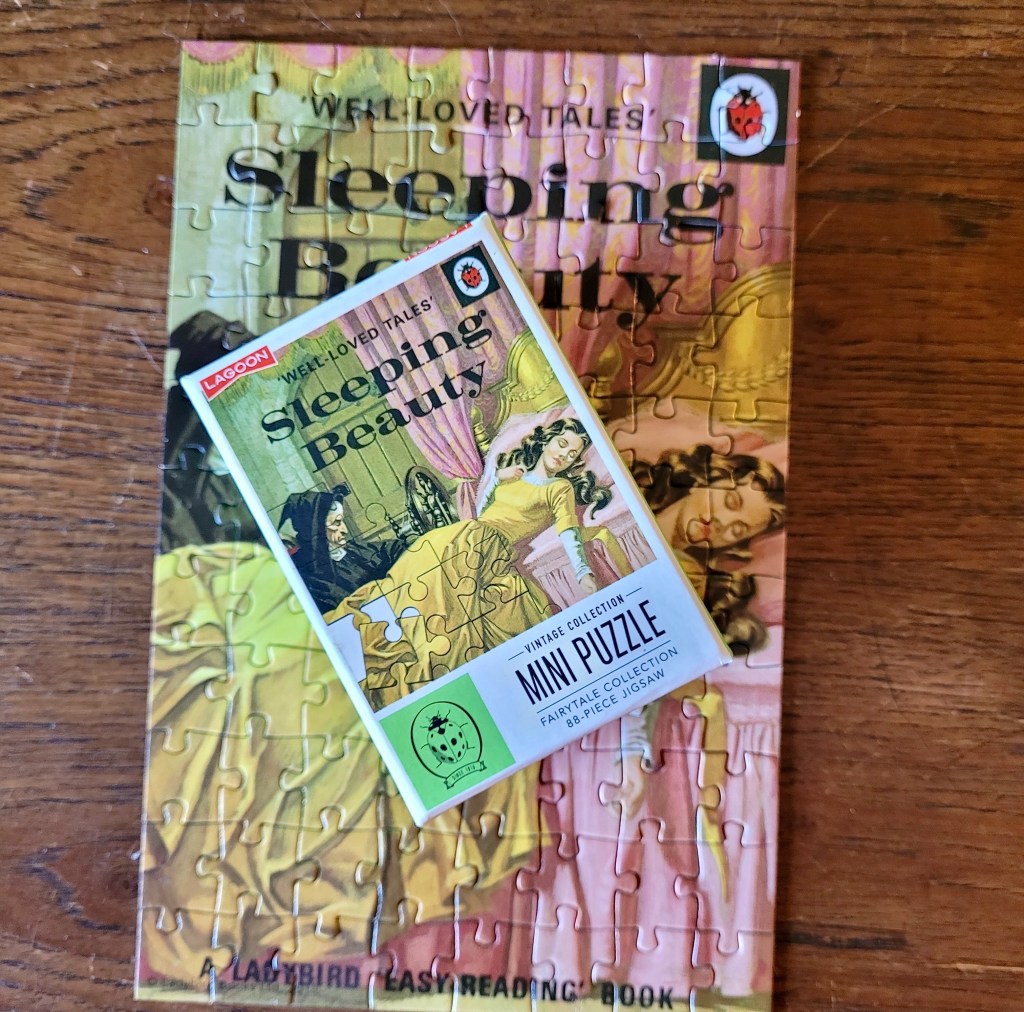 'WELL-LOVED TALES'
Sleeping
Beauty
LAGOON
'WELL-LOVED TALES'
Sleeping
Beauty
VINTAGE COLLECTION
MINI PUZZLE
FAIRYTALE COLLECTION
88-PIECE JIGSAW
A LADYBIRD 'EASY-READING' BOOK